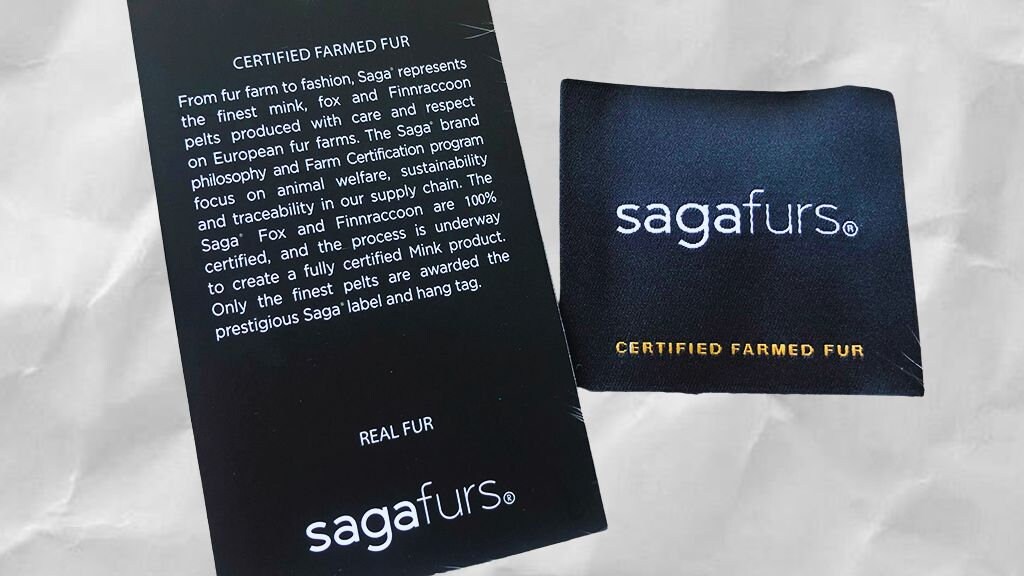 CERTIFIED FARMED FUR
From fur farm to fashion, Saga® represents
the finest mink, fox and Finnraccoon
pelts produced with care and respect
on European fur farms. The Saga® brand
philosophy and Farm Certification program
focus on animal welfare, sustainability
and traceability in our supply chain. The
Saga® Fox and Finnraccoon are 100%
certified, and the process is underway
to create a fully certified Mink product.
Only the finest pelts are awarded the
prestigious Saga® label and hang tag.
REAL FUR
sagafurs®
sagafurs®
CERTIFIED FARMED FUR